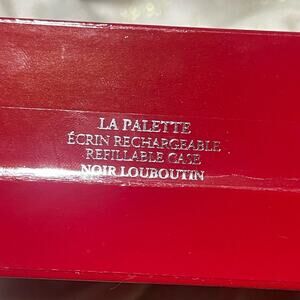 LA PALETTE
ÉCRIN RECHARGEABLE
REFILLABLE CASE
NOIR LOUBOUTIN